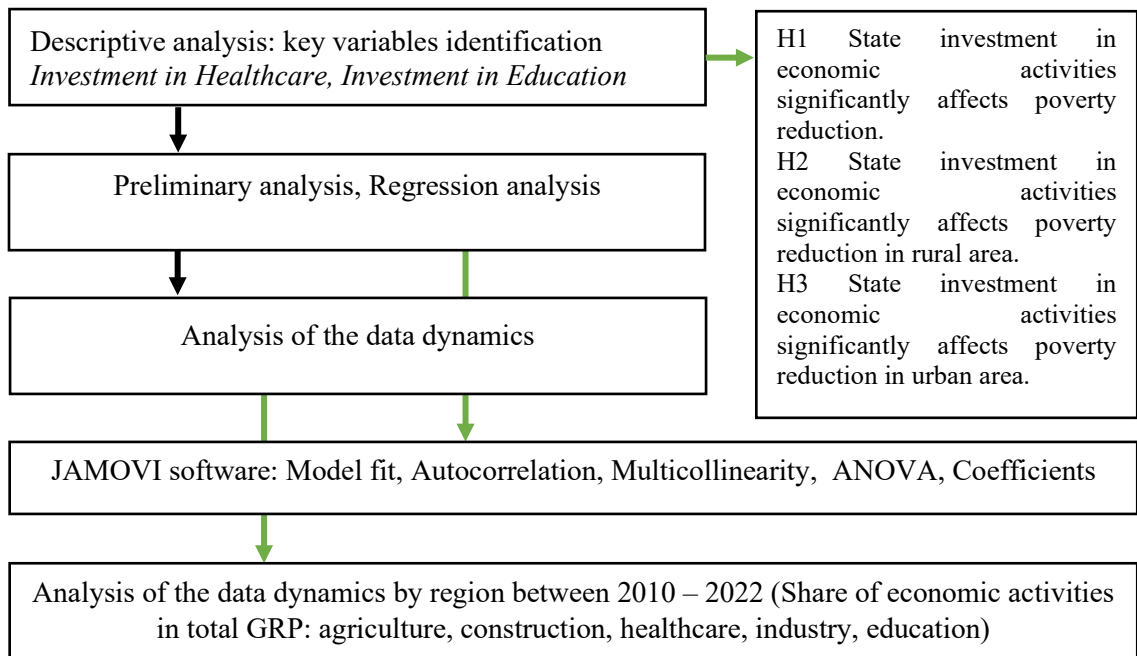 Descriptive analysis: key variables identification
Investment in Healthcare, Investment in Education
H1 State investment in
economic activities
significantly affects poverty
reduction.
H2 State investment in
economic activities
significantly affects poverty
reduction in rural area.
H3 State investment in
economic activities
significantly affects poverty
reduction in urban area.
Preliminary analysis, Regression analysis
Analysis of the data dynamics
JAMOVI software: Model fit, Autocorrelation, Multicollinearity, ANOVA, Coefficients
Analysis of the data dynamics by region between 2010 – 2022 (Share of economic activities
in total GRP: agriculture, construction, healthcare, industry, education)